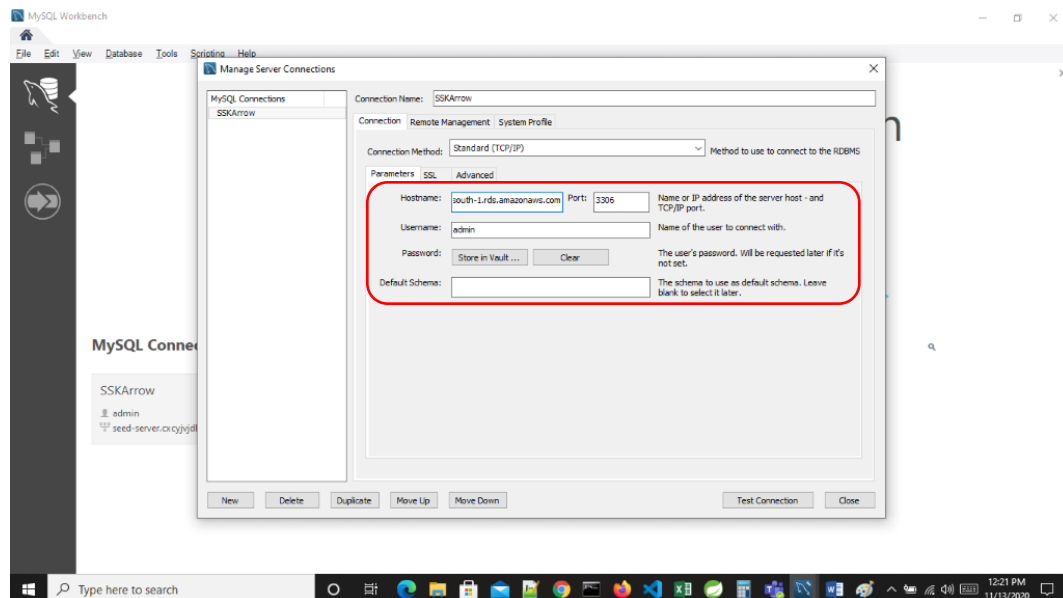 MySQL Workbench
File Edit View Database Tools Scripting Help
Manage Server Connections
MySQL Connections
SSKArrow
Connection Name: SSKArrow
Connection Remote Management System Profile
Connection Method: Standard (TCP/IP) Method to use to connect to the RDBMS
Parameters SSL Advanced
Hostname: south-1.rds.amazonaws.com Port: 3306 Name or IP address of the server host - and
TCP/IP port.
Username: admin Name of the user to connect with.
Password: Store in Vault ... Clear The user's password. Will be requested later if it's
not set.
Default Schema: The schema to use as default schema. Leave
blank to select it later.
MySQL Connec
SSKArrow
admin
seed-server.cxcyjvjdl
New Delete Duplicate Move Up Move Down Test Connection Close
Type here to search
12:21 PM
11/13/2020